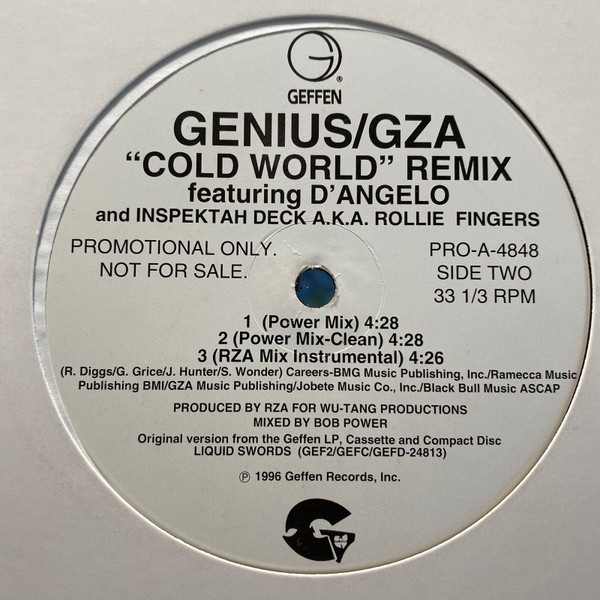 GEFFEN
GENIUS/GZA
“COLD WORLD” REMIX
featuring D'ANGELO
and INSPEKTAH DECK A.K.A. ROLLIE FINGERS
PROMOTIONAL ONLY.
NOT FOR SALE.
PRO-A-4848
SIDE TWO
33 1/3 RPM
1 (Power Mix) 4:28
2 (Power Mix-Clean) 4:28
3 (RZA Mix Instrumental) 4:26
(R. Diggs/G. Grice/J. Hunter/S. Wonder) Careers-BMG Music Publishing, Inc./Ramecca Music
Publishing BMI/GZA Music Publishing/Jobete Music Co., Inc./Black Bull Music ASCAP
PRODUCED BY RZA FOR WU-TANG PRODUCTIONS
MIXED BY BOB POWER
Original version from the Geffen LP, Cassette and Compact Disc
LIQUID SWORDS (GEF2/GEFC/GEFD-24813)
℗ 1996 Geffen Records, Inc.